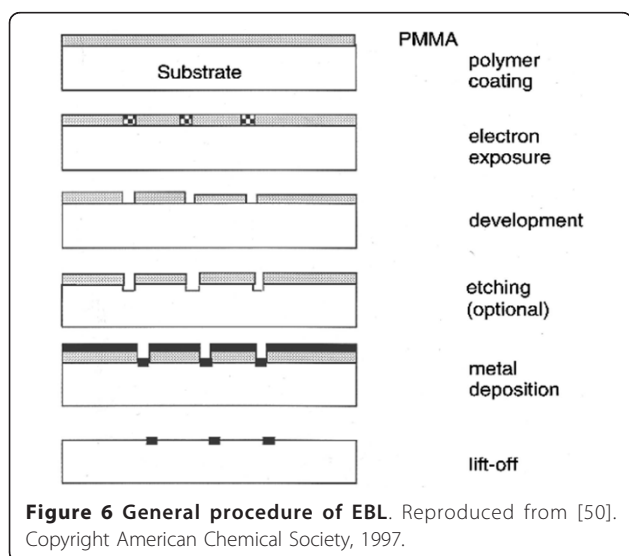 PMMA
Substrate
polymer
coating
electron
exposure
development
etching
(optional)
metal
deposition
lift-off
Figure 6 General procedure of EBL. Reproduced from [50].
Copyright American Chemical Society, 1997.